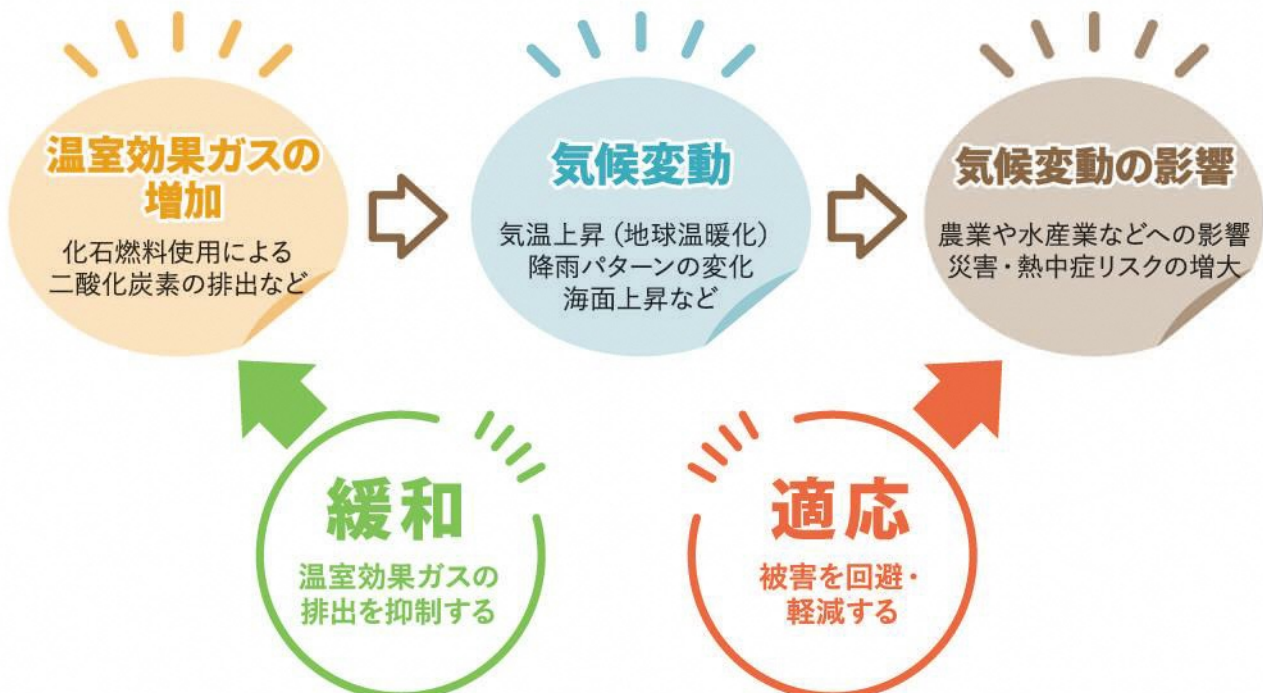 温室効果ガスの
増加
化石燃料使用による
二酸化炭素の排出など
気候変動
気温上昇（地球温暖化）
降雨パターンの変化
海面上昇など
気候変動の影響
農業や水産業などへの影響
災害・熱中症リスクの増大
緩和
温室効果ガスの
排出を抑制する
適応
被害を回避・
軽減する